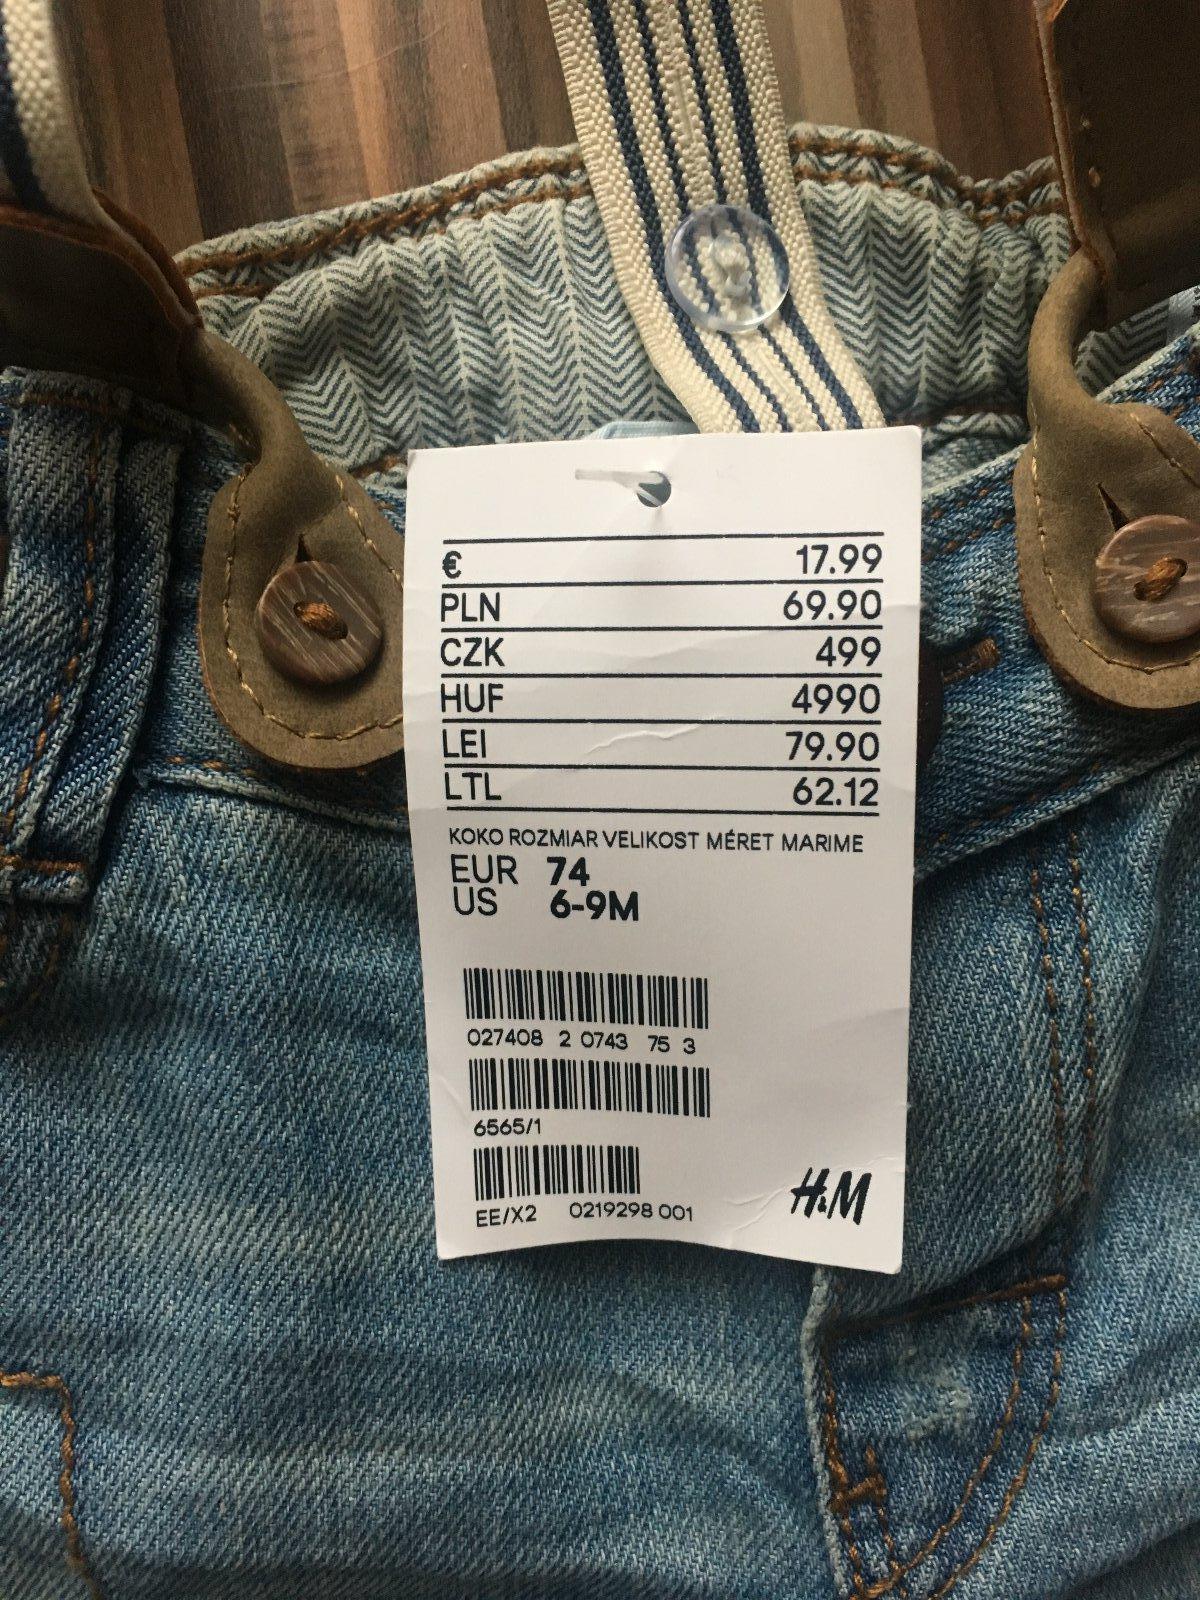 € 17.99
PLN 69.90
CZK 499
HUF 4990
LEI 79.90
LTL 62.12
KOKO ROZMIAR VELIKOST MÉRET MARIME
EUR 74
US 6-9M
027408 2 0743 75 3
6565/1
EE/X2 0219298 001
H&M